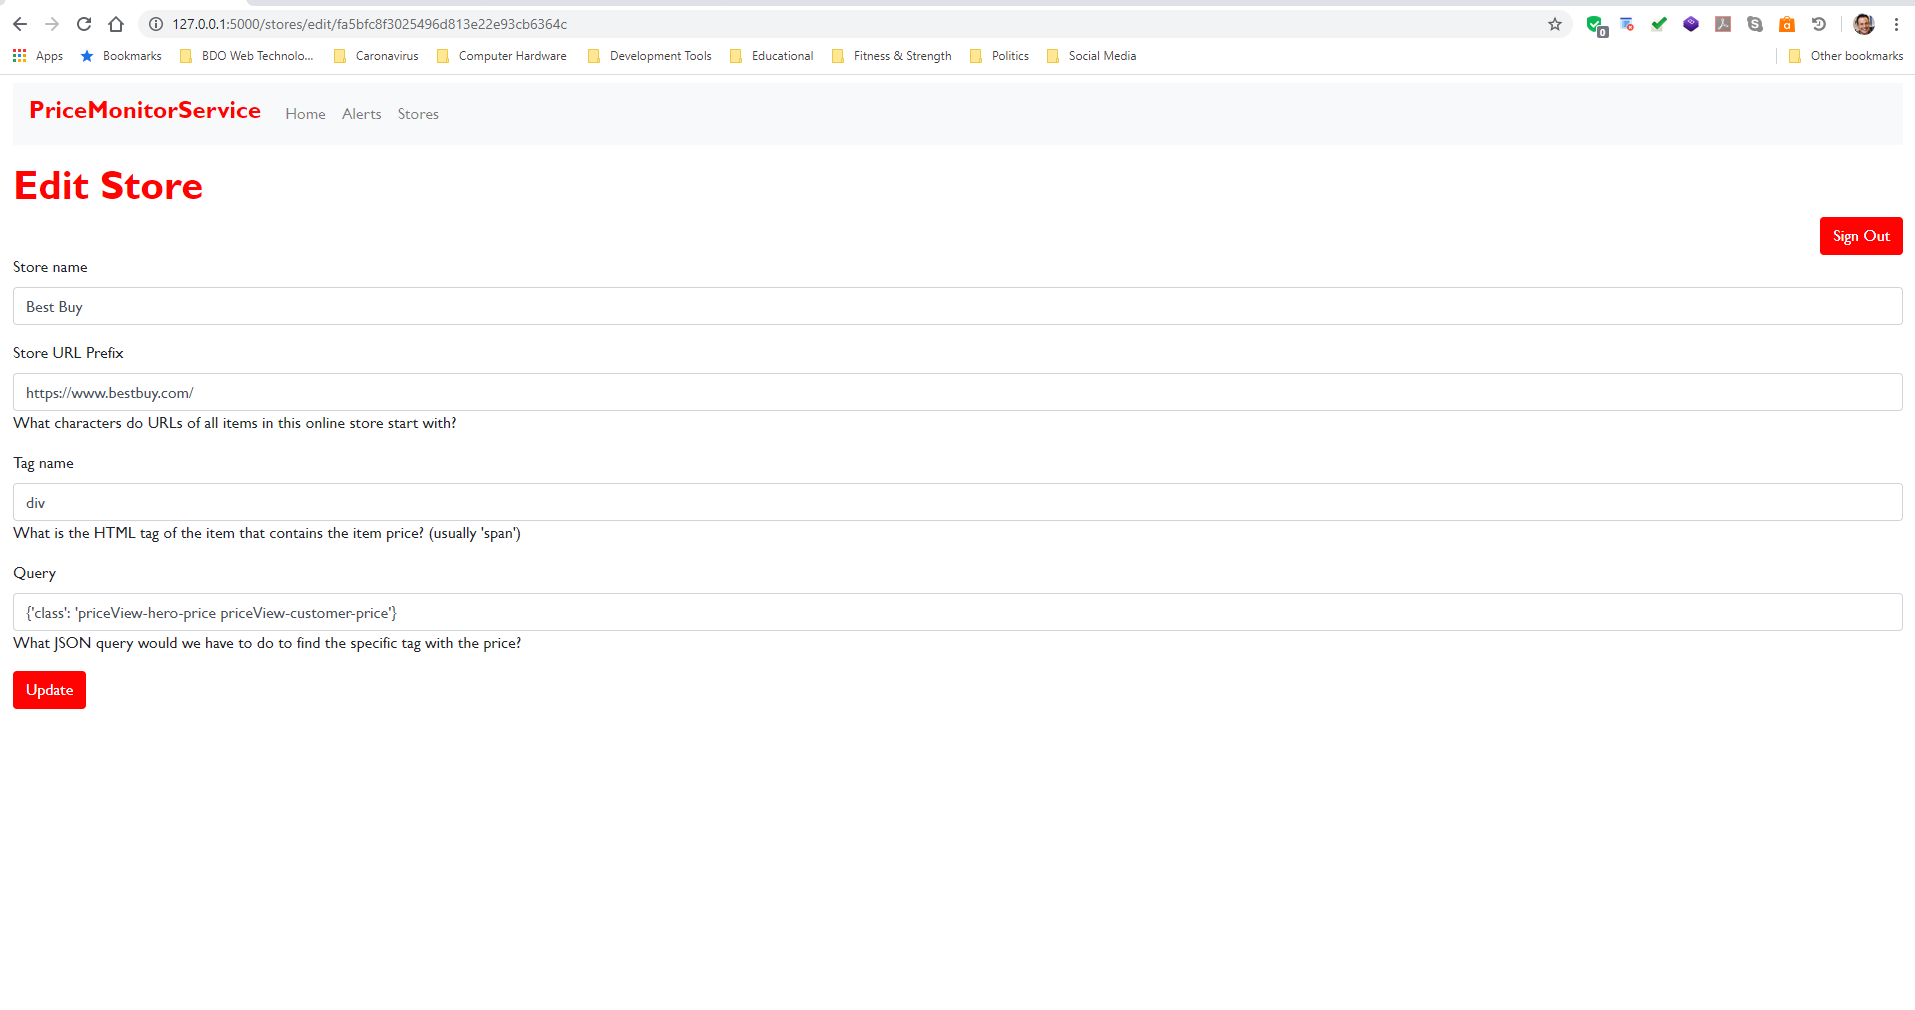 127.0.0.1:5000/stores/edit/fa5bfc8f3025496d813e22e93cb6364c
0
a
Apps Bookmarks BDO Web Technolo... Caronavirus Computer Hardware Development Tools Educational Fitness & Strength Politics Social Media Other bookmarks
PriceMonitorService Home Alerts Stores
Edit Store
Sign Out
Store name
Best Buy
Store URL Prefix
https://www.bestbuy.com/
What characters do URLs of all items in this online store start with?
Tag name
div
What is the HTML tag of the item that contains the item price? (usually 'span')
Query
{'class': 'priceView-hero-price priceView-customer-price'}
What JSON query would we have to do to find the specific tag with the price?
Update